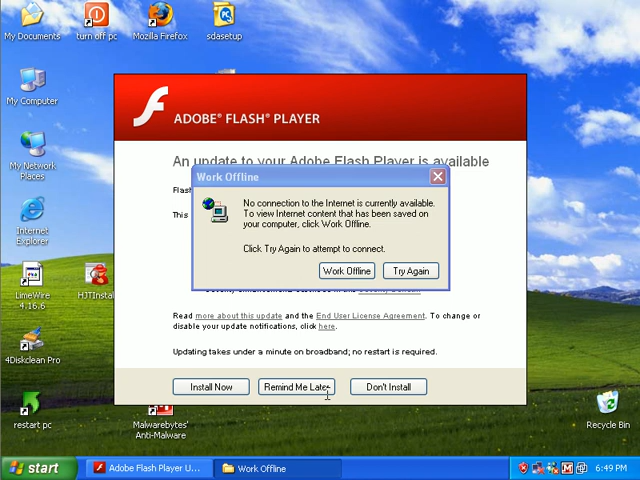 My Documents
turn off pc
Mozilla Firefox
sdasetup
My Computer
My Network
Places
Internet
Explorer
LimeWire
4.16.6
HJTInstall
4Diskclean Pro
restart pc
Malwarebytes'
Anti-Malware
Recycle Bin
ADOBE® FLASH® PLAYER
An update to your Adobe Flash Player is available
Flash
This
Work Offline
No connection to the Internet is currently available.
To view Internet content that has been saved on
your computer, click Work Offline.
Click Try Again to attempt to connect.
Work Offline
Try Again
Read more about this update and the End User License Agreement. To change or
disable your update notifications, click here.
Updating takes under a minute on broadband; no restart is required.
Install Now
Remind Me Later
Don't Install
start
Adobe Flash Player U...
Work Offline
6:49 PM